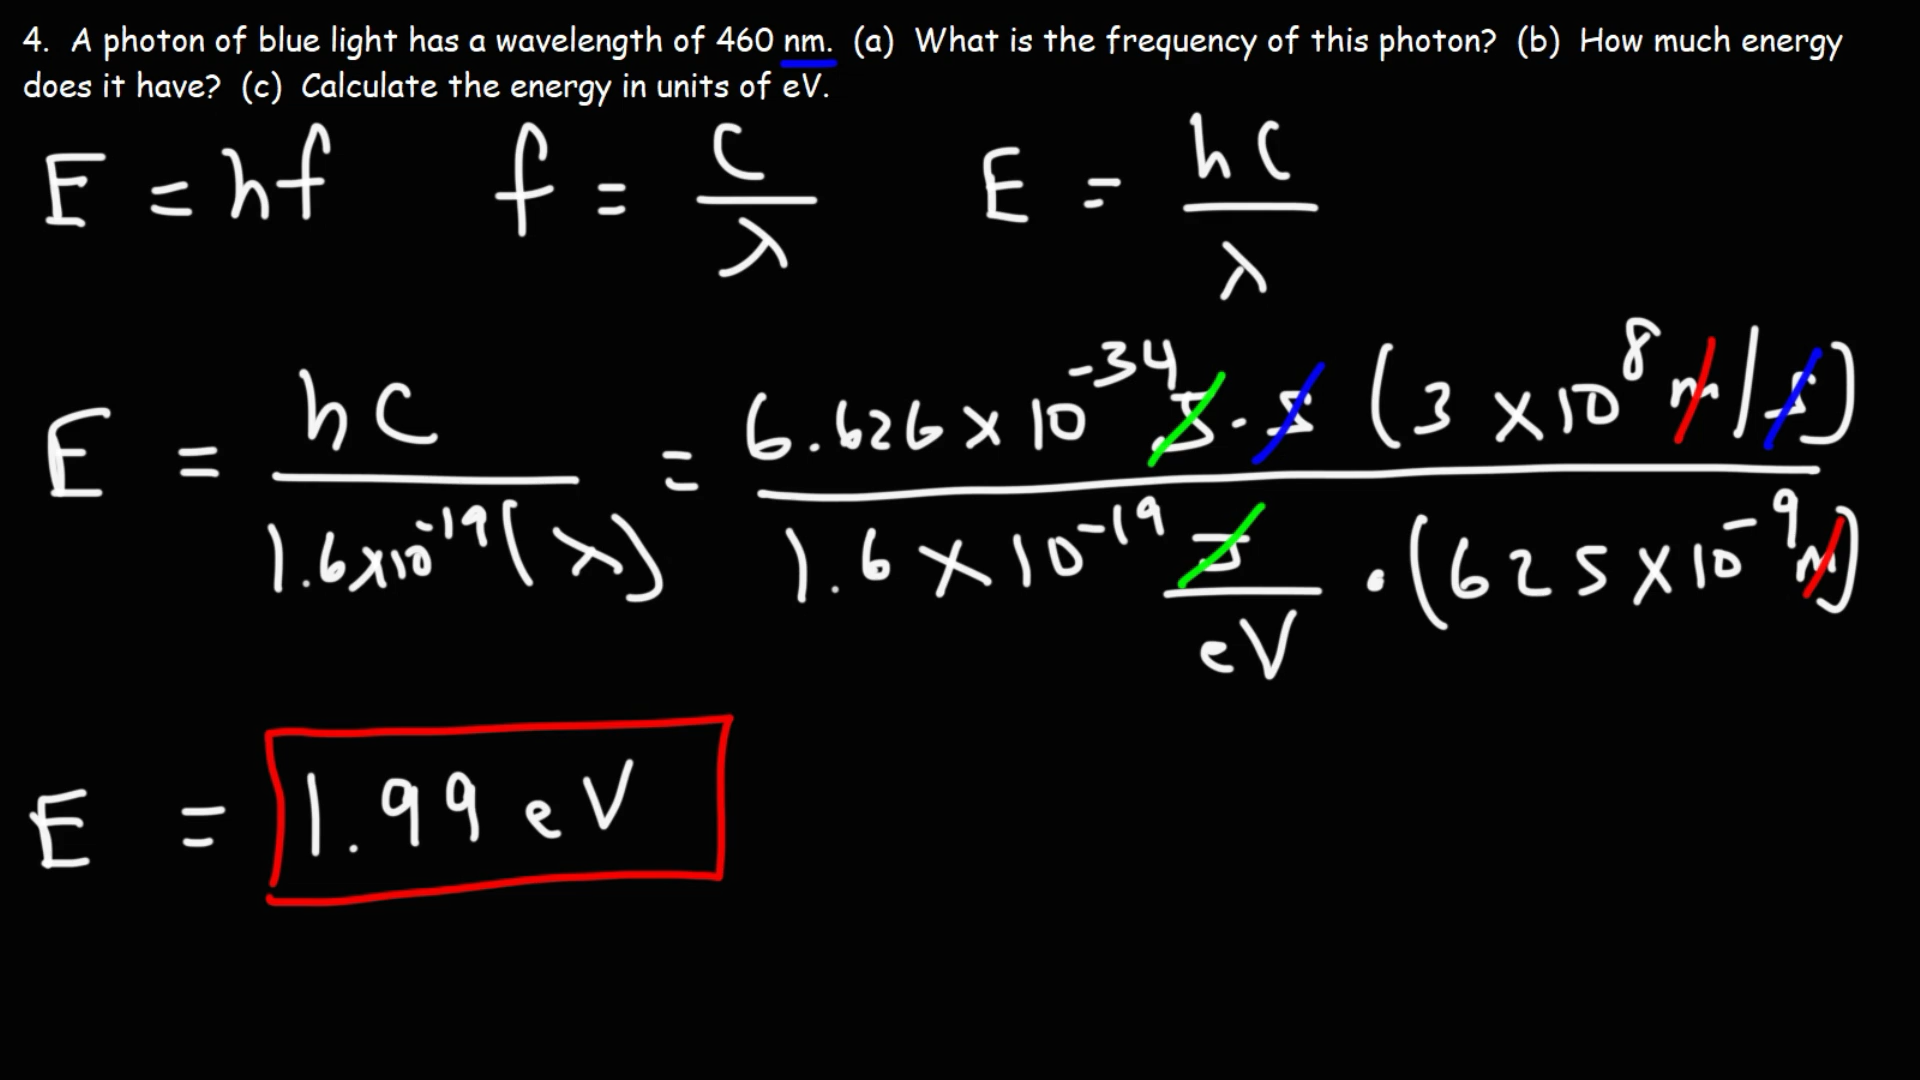 4. A photon of blue light has a wavelength of 460 nm. (a) What is the frequency of this photon? (b) How much energy
does it have? (c) Calculate the energy in units of eV.
E = hf f = c/λ E = hc/λ
E = hc / 1.6x10^-19(λ) = 6.626 x 10^-34 J·s (3 x 10^8 m/s) / 1.6 x 10^-19 J/eV · (625 x 10^-9 m)
E = 1.99 eV